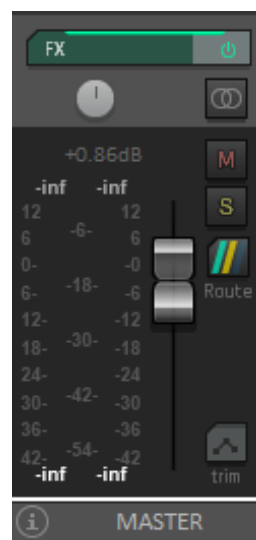 FX
+0.86dB
M
-inf -inf
S
12 12
-6-
6 6
0- -0
Route
6- -18- -6
12- -12
-30-
18- -18
24- -24
30- -42- -30
36- -36
42- -54- -42
-inf -inf
trim
i MASTER